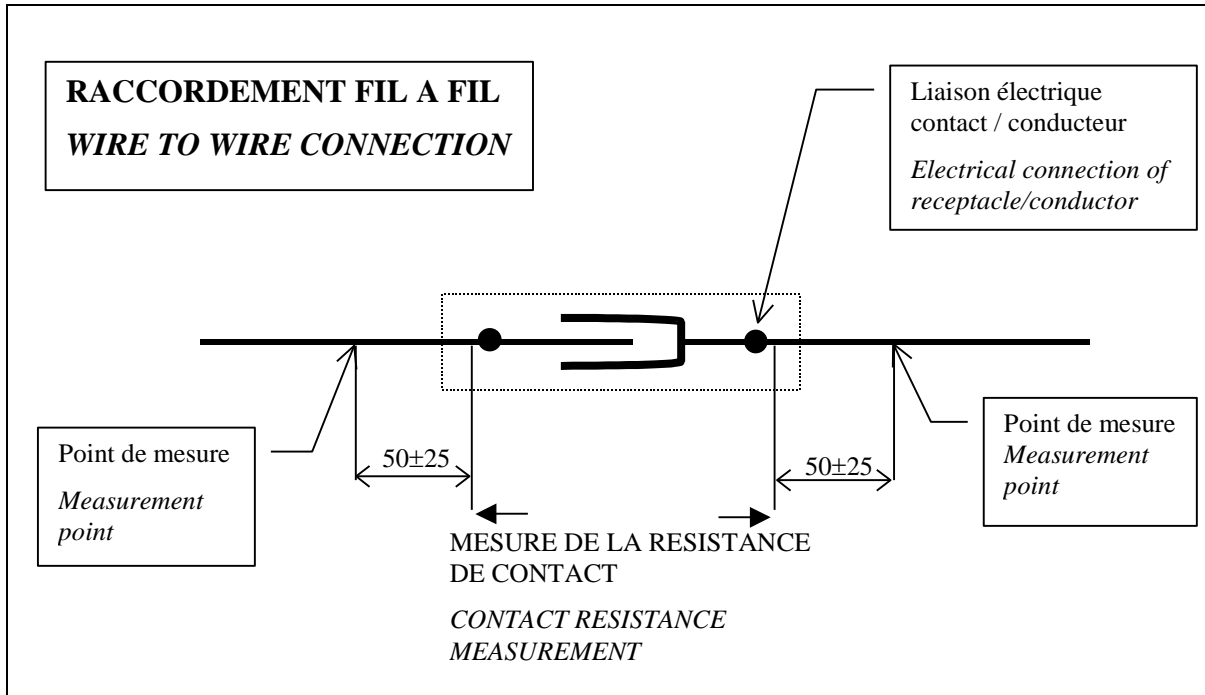 RACCORDEMENT FIL A FIL
WIRE TO WIRE CONNECTION
Liaison électrique
contact / conducteur
Electrical connection of
receptacle/conductor
Point de mesure
Measurement
point
50±25
50±25
Point de mesure
Measurement
point
MESURE DE LA RESISTANCE
DE CONTACT
CONTACT RESISTANCE
MEASUREMENT